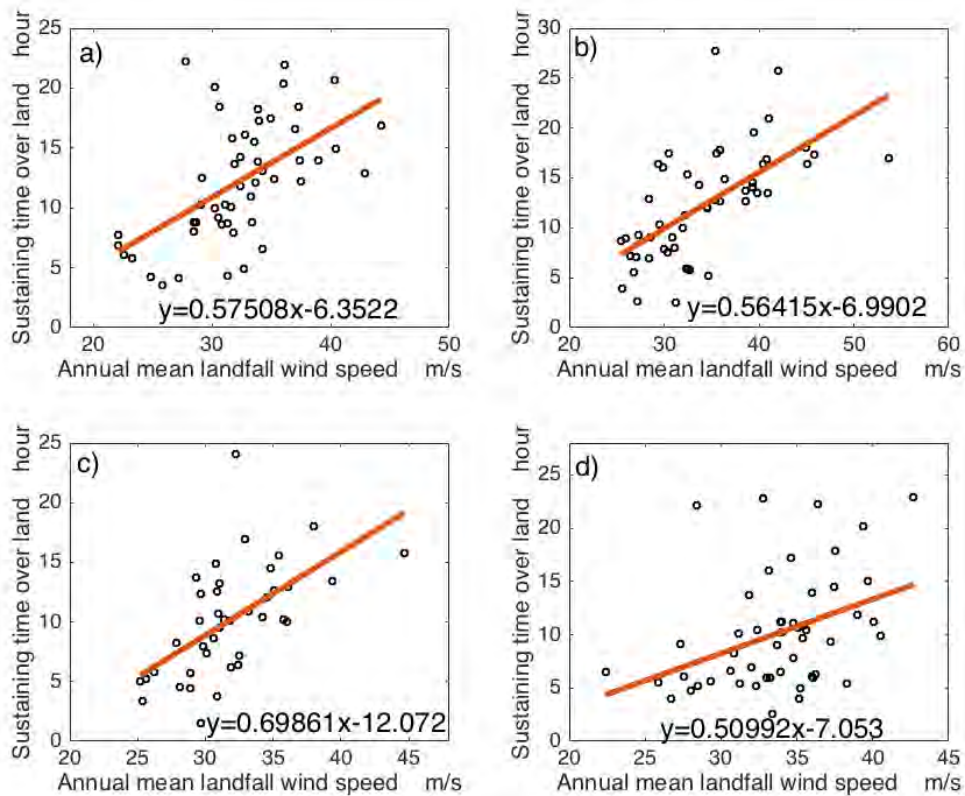 a)
Sustaining time over land hour
25
20
15
10
5
0
y=0.57508x-6.3522
20 30 40 50
Annual mean landfall wind speed m/s
b)
Sustaining time over land hour
30
25
20
15
10
5
0
y=0.56415x-6.9902
20 30 40 50 60
Annual mean landfall wind speed m/s
c)
Sustaining time over land hour
25
20
15
10
5
0
y=0.69861x-12.072
20 25 30 35 40 45
Annual mean landfall wind speed m/s
d)
Sustaining time over land hour
25
20
15
10
5
0
y=0.50992x-7.053
20 25 30 35 40 45
Annual mean landfall wind speed m/s